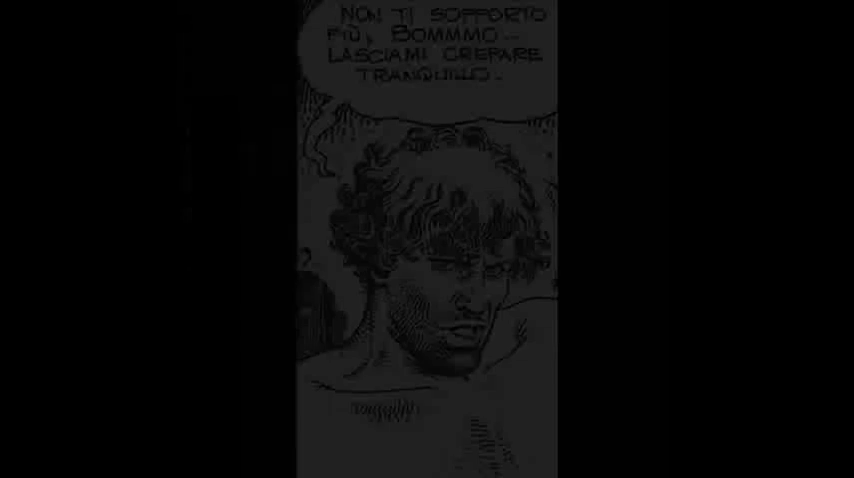 NON TI SOPPORTO
PIÙ, BOMMMO..
LASCIAMI CREPARE
TRANQUILLO.